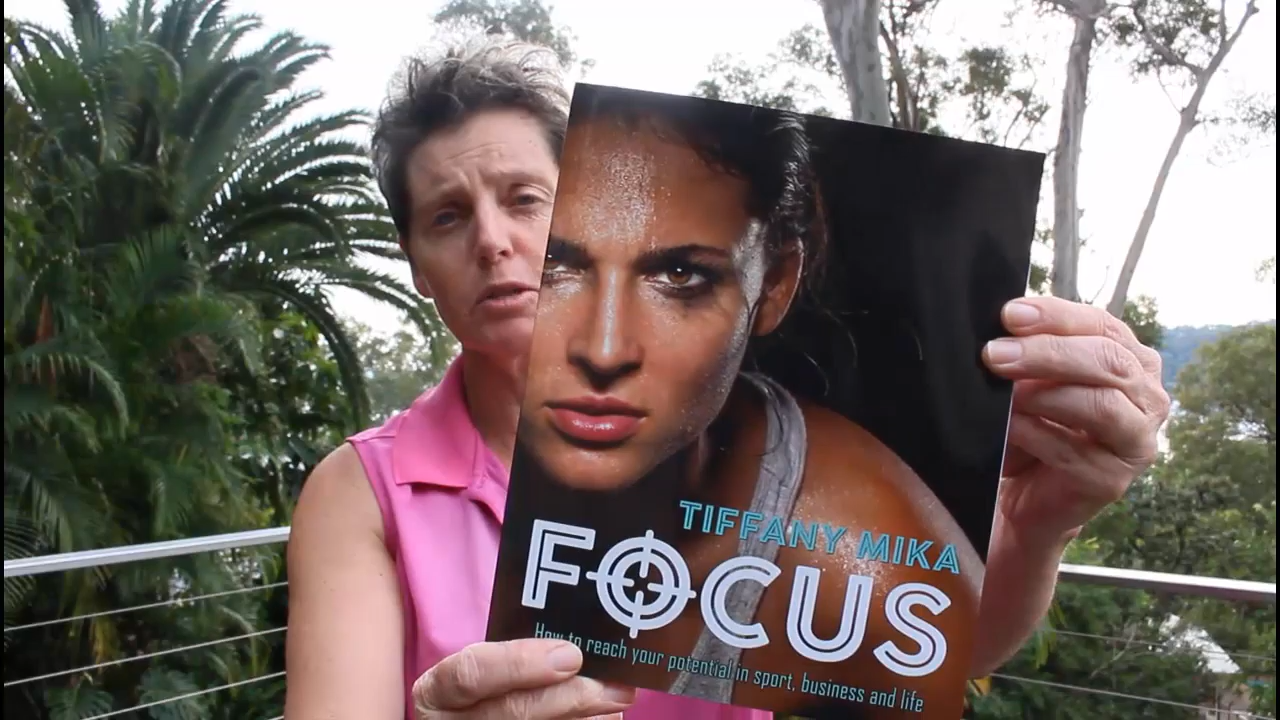 TIFFANY MIKA
FOCUS
How to reach your potential in sport, business and life